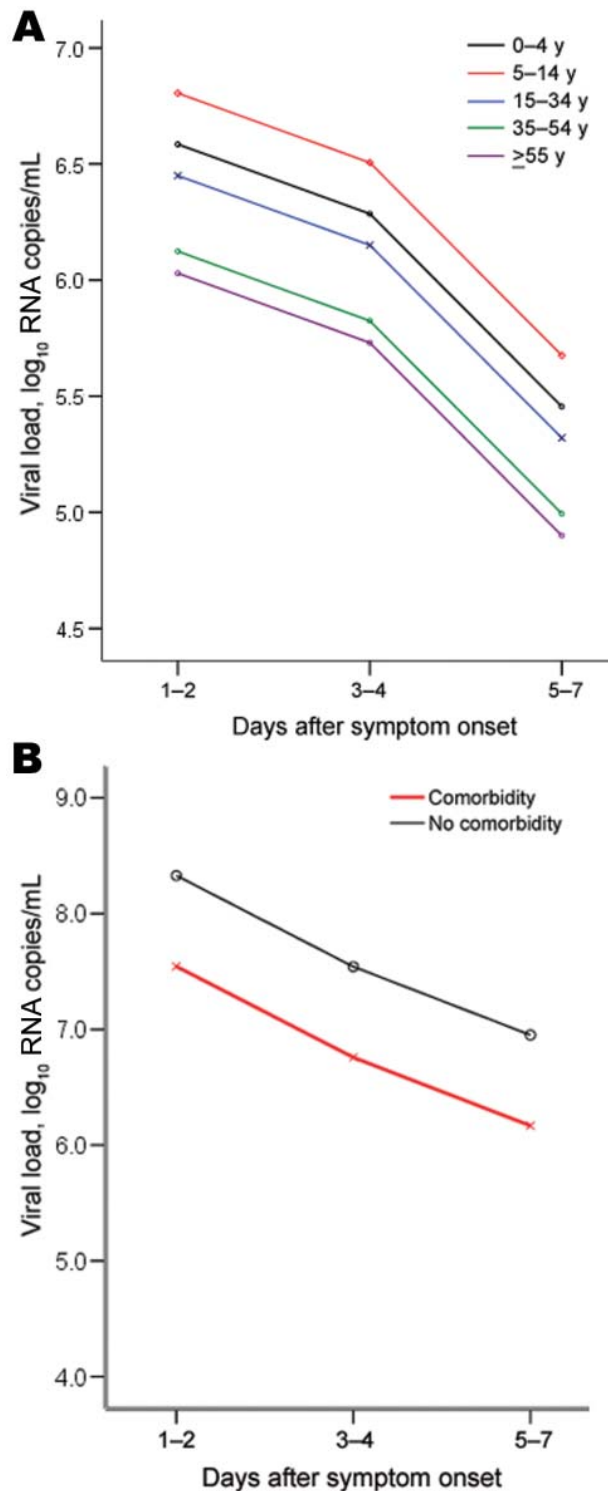 A
7.0
6.5
6.0
5.5
5.0
4.5
Viral load, log₁₀ RNA copies/mL
0–4 y
5–14 y
15–34 y
35–54 y
≥55 y
1–2 3–4 5–7
Days after symptom onset
B
9.0
8.0
7.0
6.0
5.0
4.0
Viral load, log₁₀ RNA copies/mL
Comorbidity
No comorbidity
1–2 3–4 5–7
Days after symptom onset